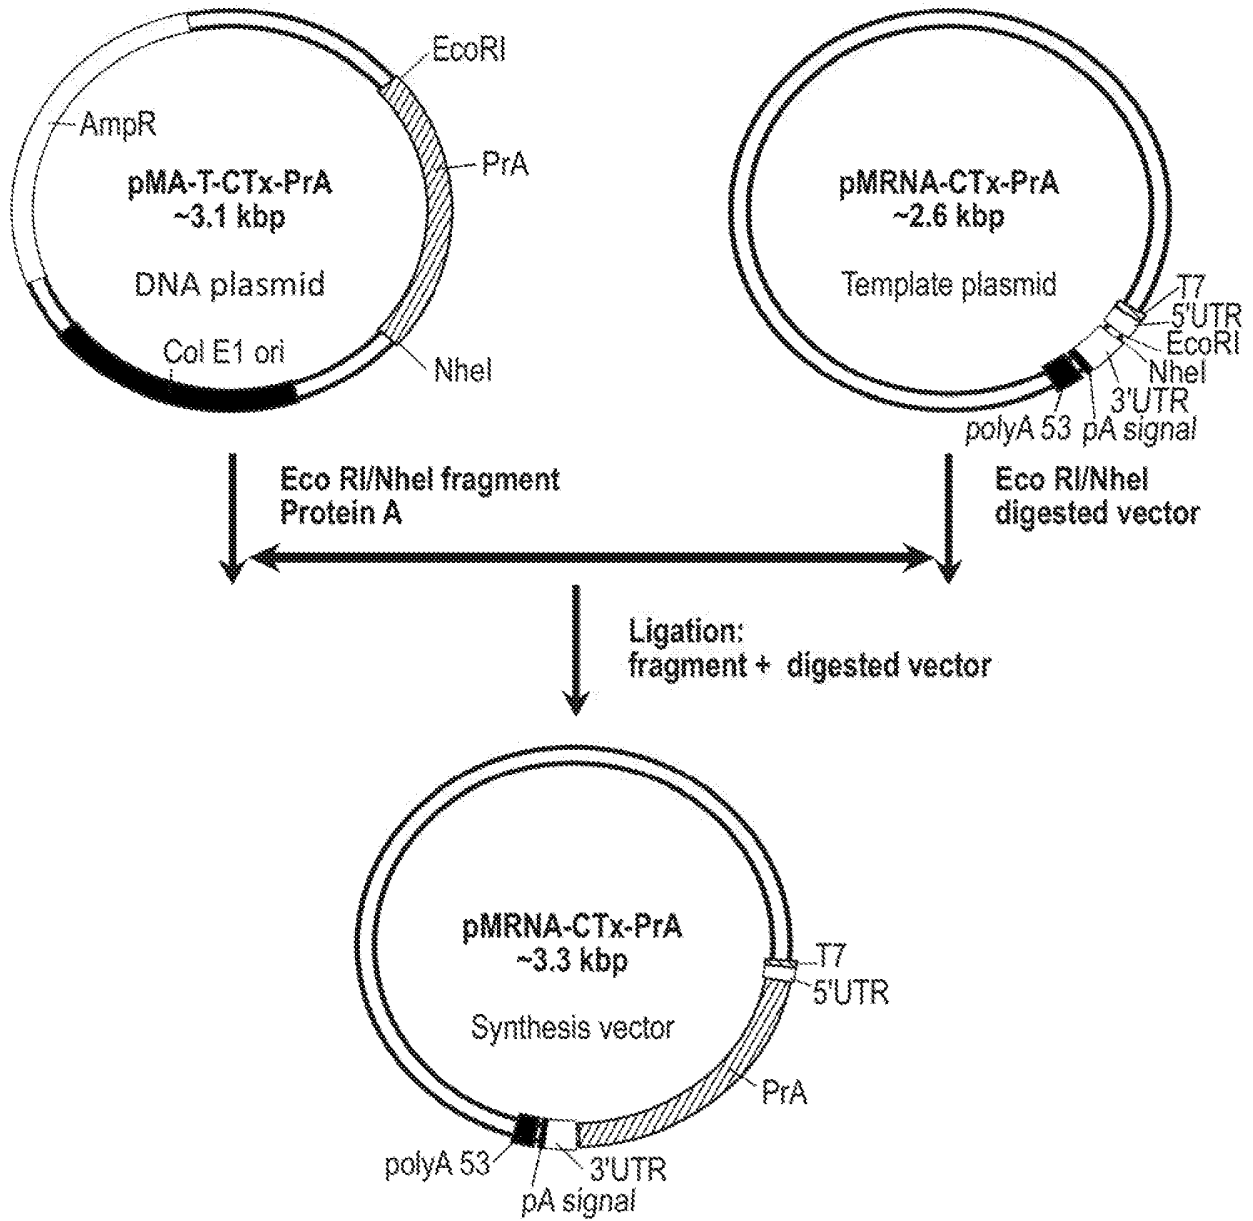 EcoRI
AmpR
PrA
pMA-T-CTx-PrA
~3.1 kbp
DNA plasmid
Col E1 ori
NheI
pMRNA-CTx-PrA
~2.6 kbp
Template plasmid
T7
5'UTR
EcoRI
NheI
3'UTR
polyA 53
pA signal
Eco RI/NheI fragment
Protein A
Eco RI/NheI
digested vector
Ligation:
fragment + digested vector
pMRNA-CTx-PrA
~3.3 kbp
Synthesis vector
T7
5'UTR
PrA
polyA 53
3'UTR
pA signal